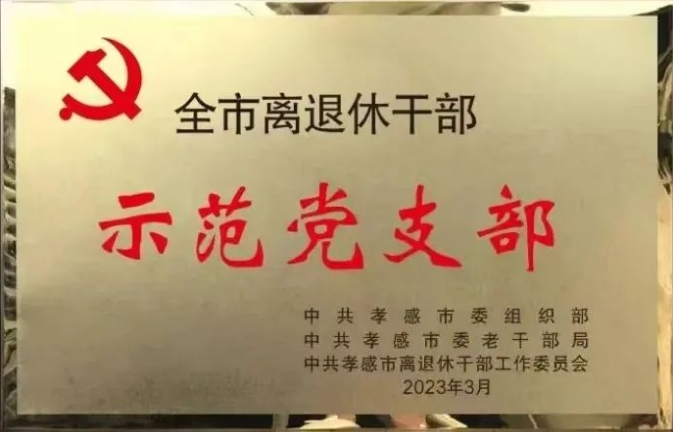 全市离退休干部
示范党支部
中共孝感市委组织部
中共孝感市委老干部局
中共孝感市离退休干部工作委员会
2023年3月